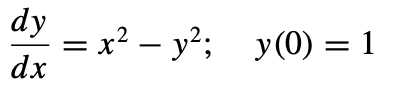 dy/dx = x² − y²; y(0) = 1